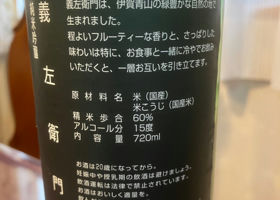 純米吟醸
義左衛門
義左衛門は、伊賀青山の緑豊かな自然の地で
生まれました。
程よいフルーティーな香りと、さっぱりした
味わいは特に、お食事と一緒に冷やでお飲み
いただくと、一層お互いを引き立てます。
原材料名 米（国産）
米こうじ（国産米）
精米歩合 60%
アルコール分 15度
内容量 720ml
お酒は20歳になってから。
妊娠中や授乳期の飲酒は避けましょう。
飲酒運転は法律で禁止されています。
お酒はおいしく適量を。